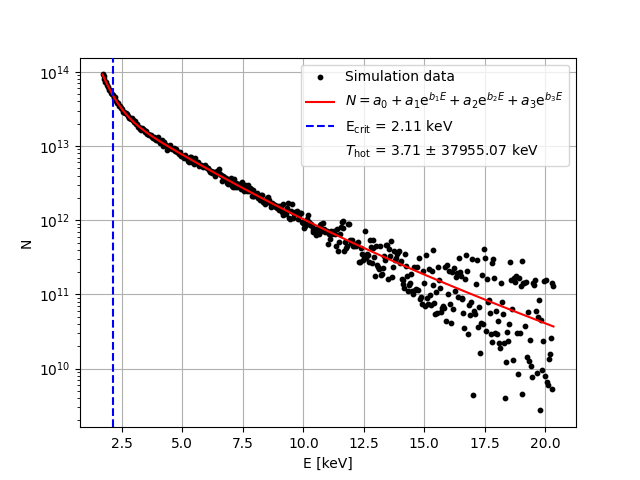 Simulation data
N = a₀ + a₁e^{b₁E} + a₂e^{b₂E} + a₃e^{b₃E}
E_crit = 2.11 keV
T_hot = 3.71 ± 37955.07 keV
10¹⁴
10¹³
10¹²
10¹¹
10¹⁰
N
2.5 5.0 7.5 10.0 12.5 15.0 17.5 20.0
E [keV]